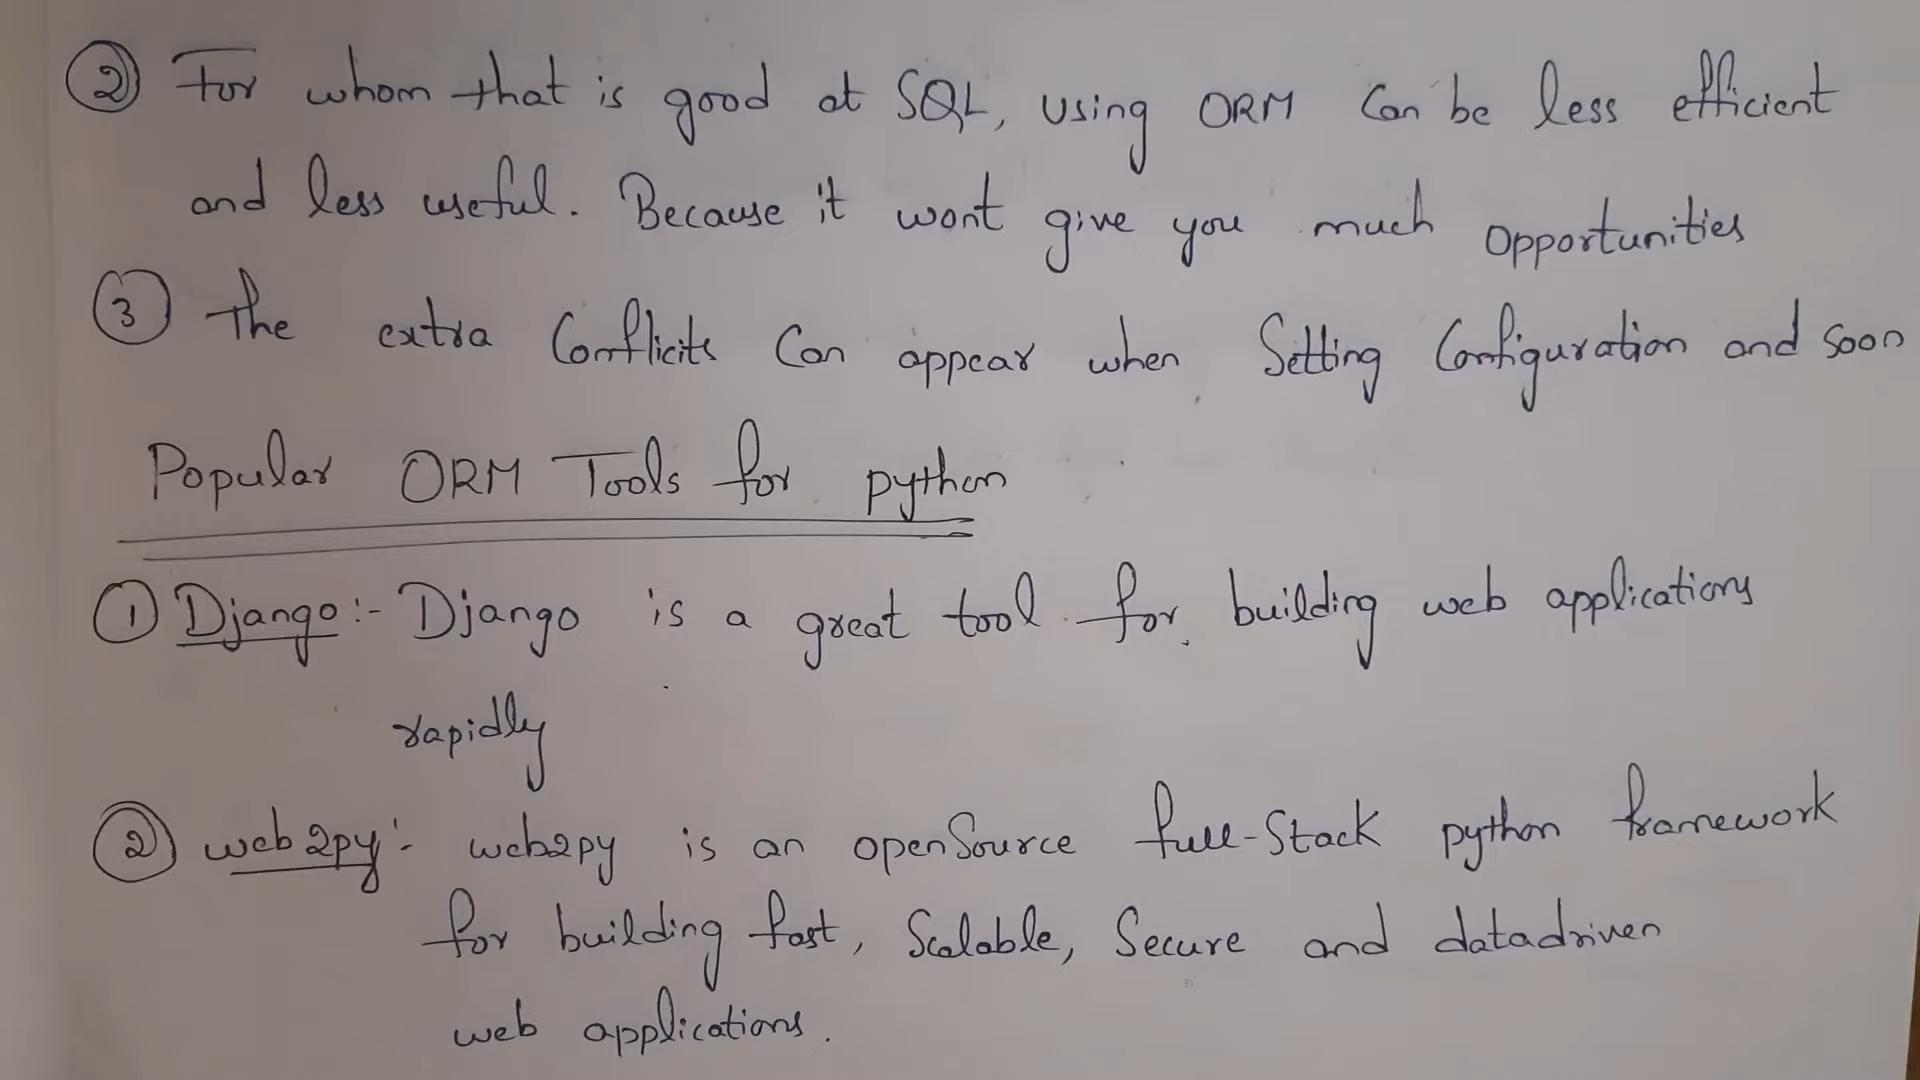 ② For whom that is good at SQL, using ORM Can be less efficient
and less useful. Because it wont give you much Opportunities
③ The extra Conflicits Can appear when Setting Configuration and Soon
Popular ORM Tools for python
① Django:- Django is a great tool for building web applications
rapidly
② web2py:- web2py is an openSource full-Stack python framework
for building fast, Scalable, Secure and datadriven
web applications.